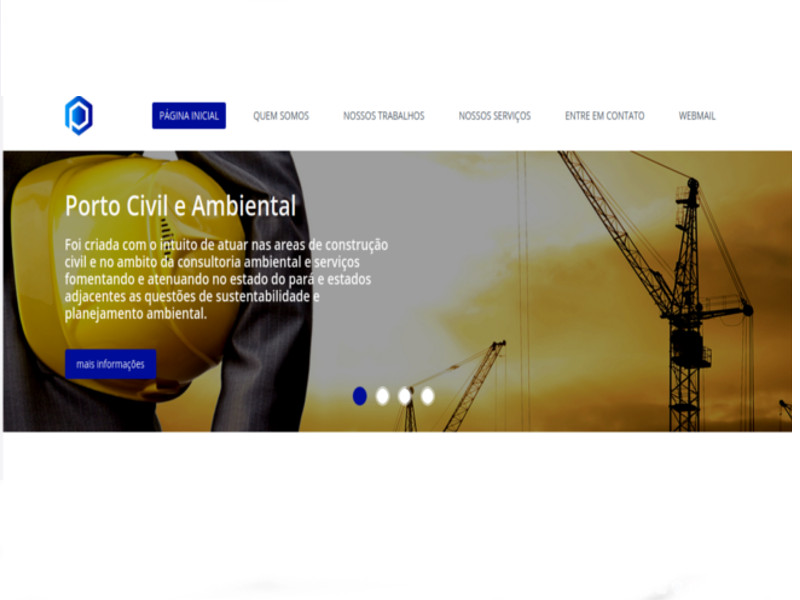 PÁGINA INICIAL
QUEM SOMOS
NOSSOS TRABALHOS
NOSSOS SERVIÇOS
ENTRE EM CONTATO
WEBMAIL
Porto Civil e Ambiental
Foi criada com o intuito de atuar nas areas de construção
civil e no ambito da consultoria ambiental e serviços
fomentando e atenuando no estado do pará e estados
adjacentes as questões de sustentabilidade e
planejamento ambiental.
mais informações